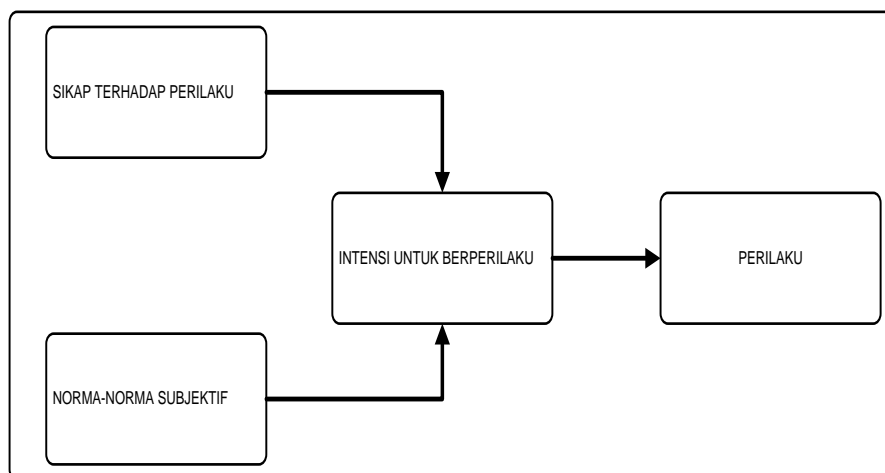 SIKAP TERHADAP PERILAKU
INTENSI UNTUK BERPERILAKU
PERILAKU
NORMA-NORMA SUBJEKTIF